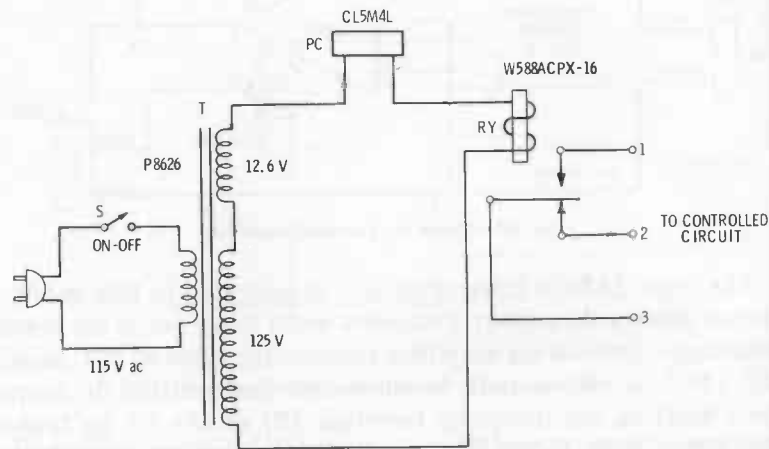 CL5M4L
PC
W588ACPX-16
T
RY
1
P8626
12.6 V
S
ON-OFF
2
TO CONTROLLED
CIRCUIT
3
125 V
115 V ac